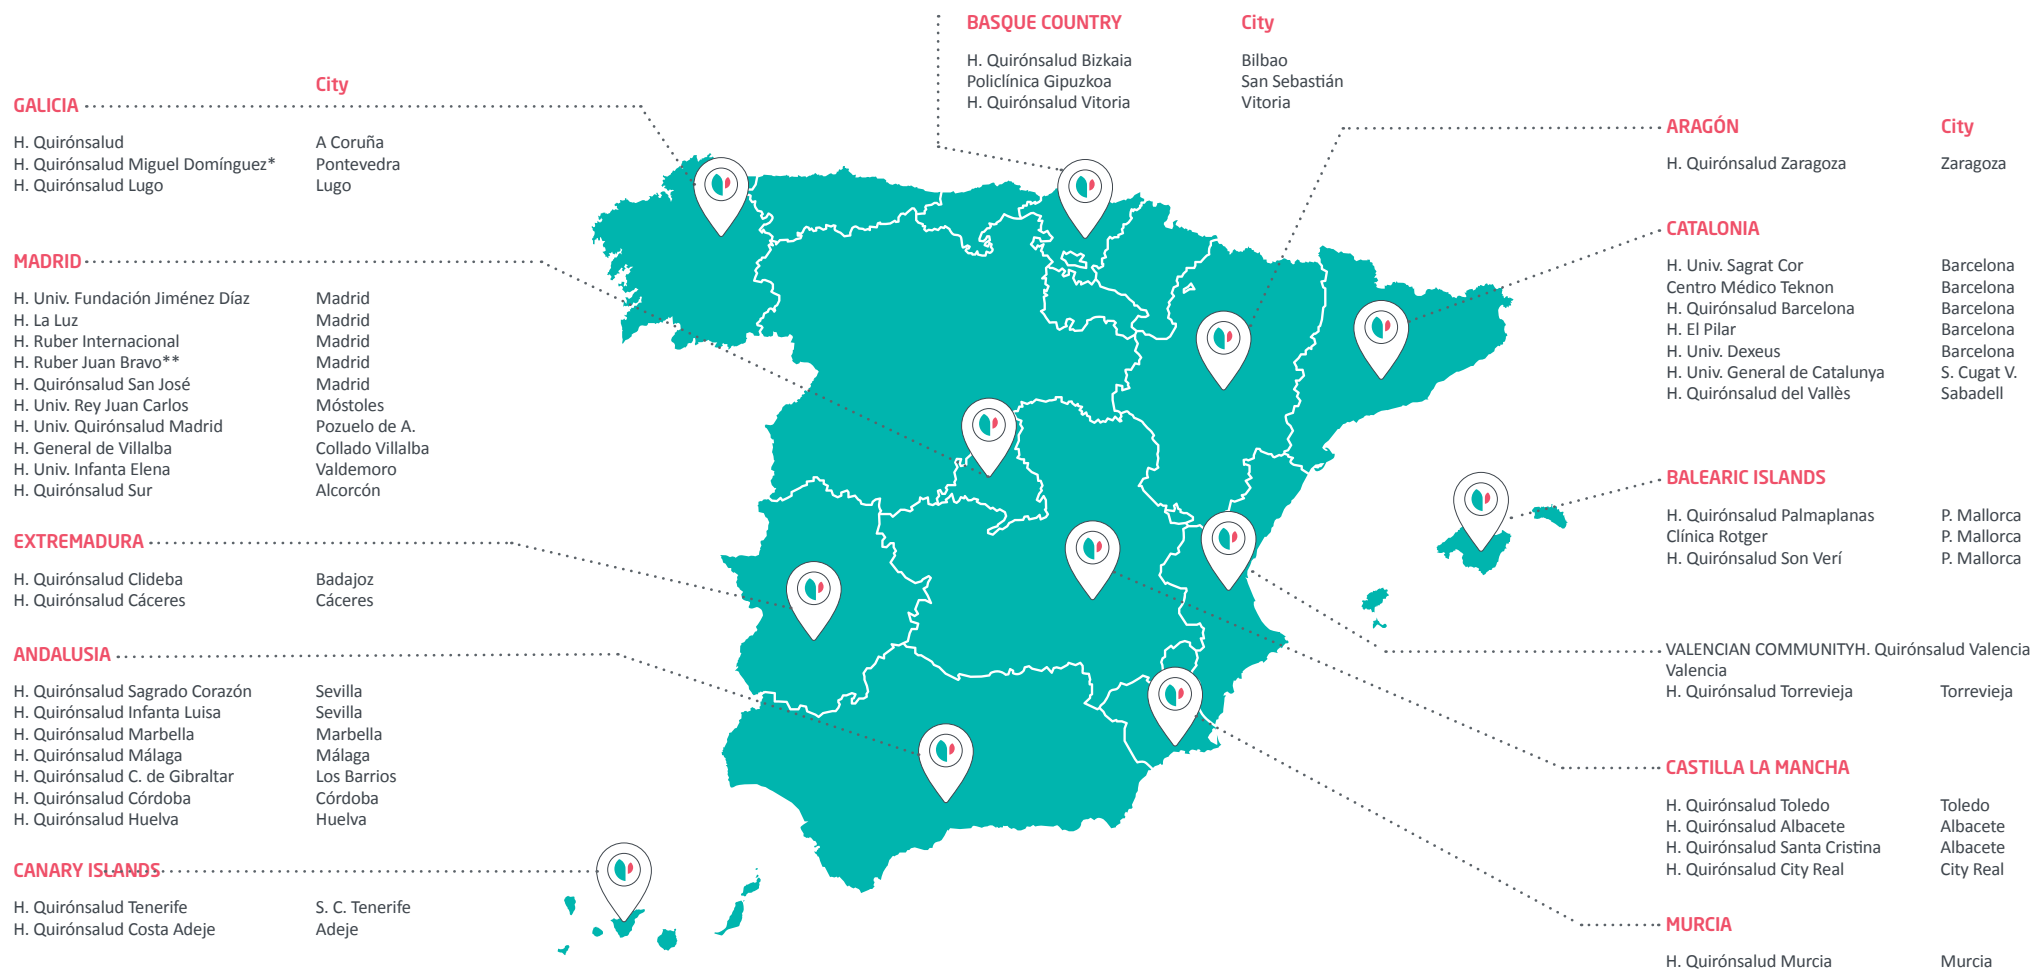 BASQUE COUNTRY City
H. Quirónsalud Bizkaia Bilbao
Policlínica Gipuzkoa San Sebastián
H. Quirónsalud Vitoria Vitoria
City
GALICIA
H. Quirónsalud A Coruña
H. Quirónsalud Miguel Domínguez* Pontevedra
H. Quirónsalud Lugo Lugo
MADRID
H. Univ. Fundación Jiménez Díaz Madrid
H. La Luz Madrid
H. Ruber Internacional Madrid
H. Ruber Juan Bravo** Madrid
H. Quirónsalud San José Madrid
H. Univ. Rey Juan Carlos Móstoles
H. Univ. Quirónsalud Madrid Pozuelo de A.
H. General de Villalba Collado Villalba
H. Univ. Infanta Elena Valdemoro
H. Quirónsalud Sur Alcorcón
EXTREMADURA
H. Quirónsalud Clideba Badajoz
H. Quirónsalud Cáceres Cáceres
ANDALUSIA
H. Quirónsalud Sagrado Corazón Sevilla
H. Quirónsalud Infanta Luisa Sevilla
H. Quirónsalud Marbella Marbella
H. Quirónsalud Málaga Málaga
H. Quirónsalud C. de Gibraltar Los Barrios
H. Quirónsalud Córdoba Córdoba
H. Quirónsalud Huelva Huelva
CANARY ISLANDS
H. Quirónsalud Tenerife S. C. Tenerife
H. Quirónsalud Costa Adeje Adeje
ARAGÓN City
H. Quirónsalud Zaragoza Zaragoza
CATALONIA
H. Univ. Sagrat Cor Barcelona
Centro Médico Teknon Barcelona
H. Quirónsalud Barcelona Barcelona
H. El Pilar Barcelona
H. Univ. Dexeus Barcelona
H. Univ. General de Catalunya S. Cugat V.
H. Quirónsalud del Vallès Sabadell
BALEARIC ISLANDS
H. Quirónsalud Palmaplanas P. Mallorca
Clínica Rotger P. Mallorca
H. Quirónsalud Son Verí P. Mallorca
VALENCIAN COMMUNITYH. Quirónsalud Valencia
Valencia
H. Quirónsalud Torrevieja Torrevieja
CASTILLA LA MANCHA
H. Quirónsalud Toledo Toledo
H. Quirónsalud Albacete Albacete
H. Quirónsalud Santa Cristina Albacete
H. Quirónsalud City Real City Real
MURCIA
H. Quirónsalud Murcia Murcia